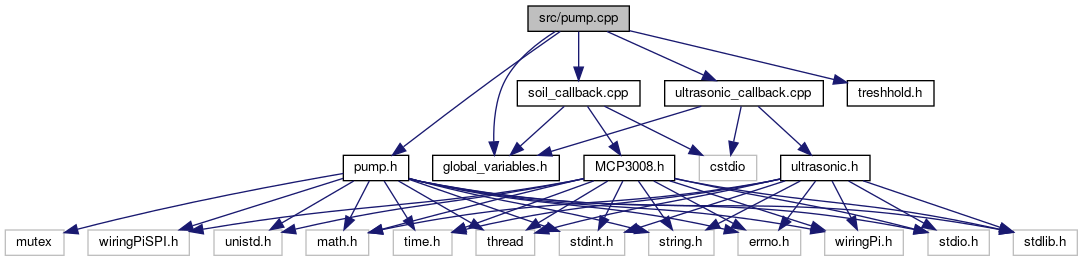 src/pump.cpp
soil_callback.cpp
ultrasonic_callback.cpp
treshhold.h
pump.h
global_variables.h
MCP3008.h
cstdio
ultrasonic.h
mutex
wiringPiSPI.h
unistd.h
math.h
time.h
thread
stdint.h
string.h
errno.h
wiringPi.h
stdio.h
stdlib.h